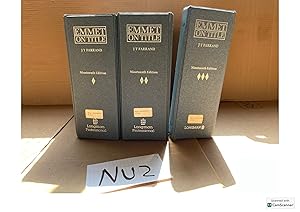 EMMET
ON TITLE
J T FARRAND
Nineteenth Edition
Longman
Professional
EMMET
ON TITLE
J T FARRAND
Nineteenth Edition
Longman
Professional
EMMET
ON TITLE
J T FARRAND
Nineteenth Edition
LONGMAN
NU2
Scanned with
CamScanner